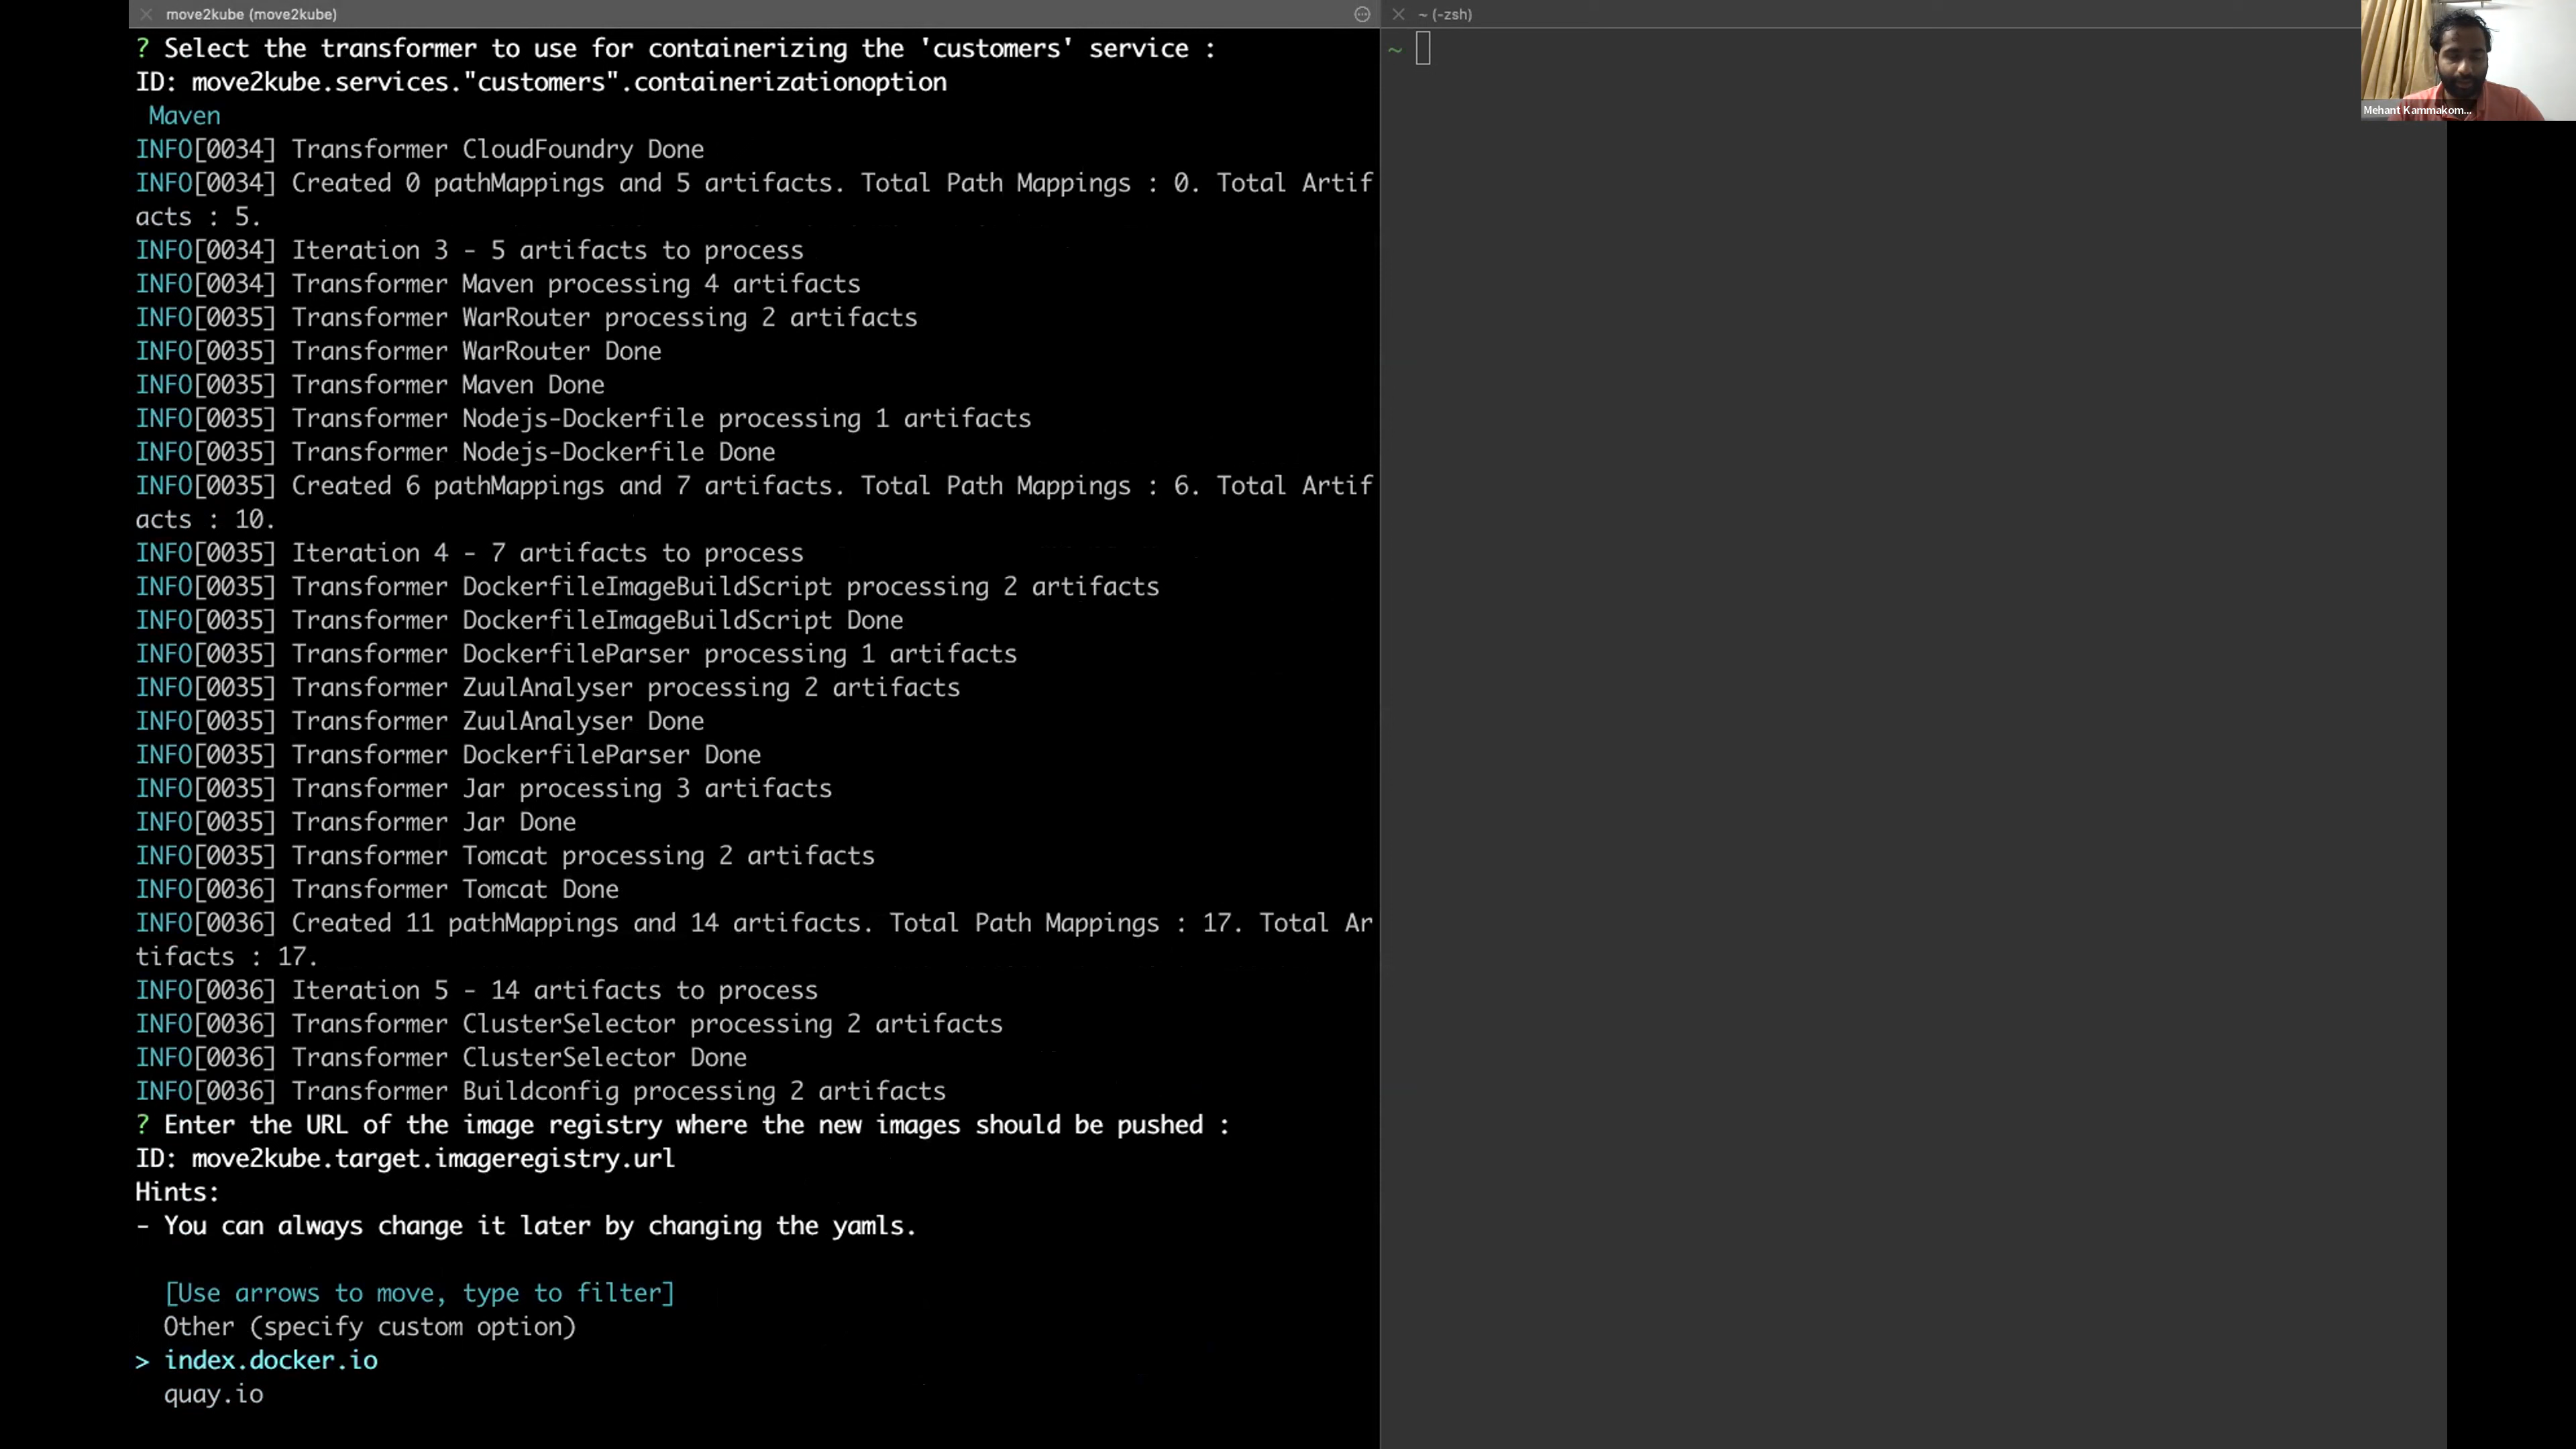 move2kube (move2kube)
~ (-zsh)
? Select the transformer to use for containerizing the 'customers' service :
~
ID: move2kube.services."customers".containerizationoption
Maven
Mehant Kammakom...
INFO[0034] Transformer CloudFoundry Done
INFO[0034] Created 0 pathMappings and 5 artifacts. Total Path Mappings : 0. Total Artif
acts : 5.
INFO[0034] Iteration 3 - 5 artifacts to process
INFO[0034] Transformer Maven processing 4 artifacts
INFO[0035] Transformer WarRouter processing 2 artifacts
INFO[0035] Transformer WarRouter Done
INFO[0035] Transformer Maven Done
INFO[0035] Transformer Nodejs-Dockerfile processing 1 artifacts
INFO[0035] Transformer Nodejs-Dockerfile Done
INFO[0035] Created 6 pathMappings and 7 artifacts. Total Path Mappings : 6. Total Artif
acts : 10.
INFO[0035] Iteration 4 - 7 artifacts to process
INFO[0035] Transformer DockerfileImageBuildScript processing 2 artifacts
INFO[0035] Transformer DockerfileImageBuildScript Done
INFO[0035] Transformer DockerfileParser processing 1 artifacts
INFO[0035] Transformer ZuulAnalyser processing 2 artifacts
INFO[0035] Transformer ZuulAnalyser Done
INFO[0035] Transformer DockerfileParser Done
INFO[0035] Transformer Jar processing 3 artifacts
INFO[0035] Transformer Jar Done
INFO[0035] Transformer Tomcat processing 2 artifacts
INFO[0036] Transformer Tomcat Done
INFO[0036] Created 11 pathMappings and 14 artifacts. Total Path Mappings : 17. Total Ar
tifacts : 17.
INFO[0036] Iteration 5 - 14 artifacts to process
INFO[0036] Transformer ClusterSelector processing 2 artifacts
INFO[0036] Transformer ClusterSelector Done
INFO[0036] Transformer Buildconfig processing 2 artifacts
? Enter the URL of the image registry where the new images should be pushed :
ID: move2kube.target.imageregistry.url
Hints:
- You can always change it later by changing the yamls.
[Use arrows to move, type to filter]
Other (specify custom option)
> index.docker.io
quay.io